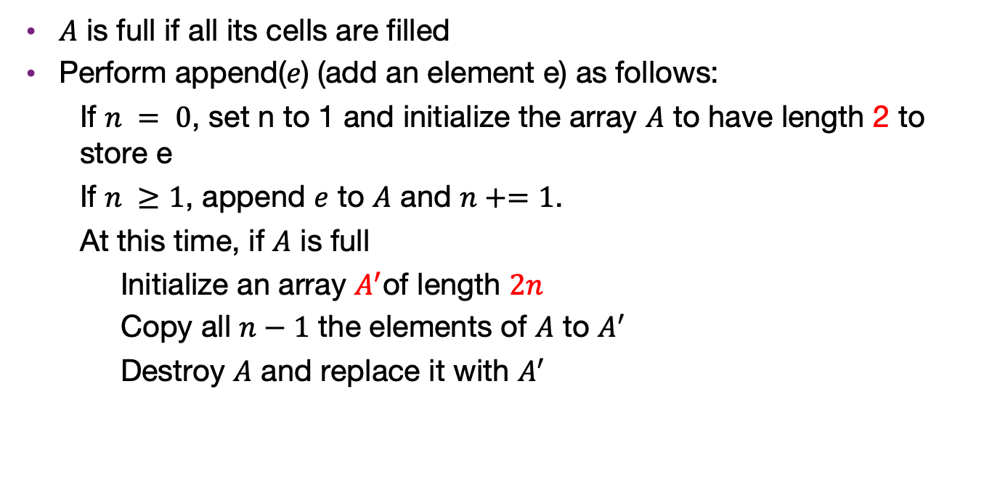 • A is full if all its cells are filled
• Perform append(e) (add an element e) as follows:
If n = 0, set n to 1 and initialize the array A to have length 2 to
store e
If n ≥ 1, append e to A and n += 1.
At this time, if A is full
Initialize an array A′of length 2n
Copy all n − 1 the elements of A to A′
Destroy A and replace it with A′